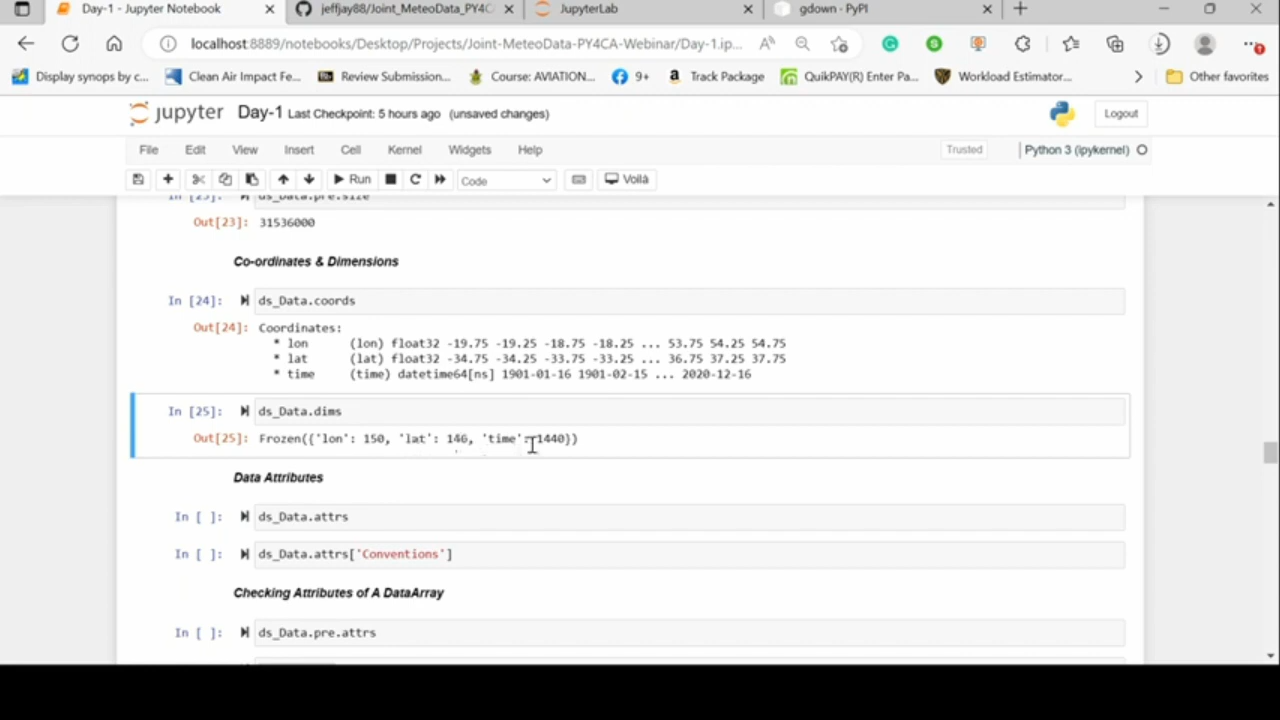 Day-1 - Jupyter Notebook
jeffjay88/Joint_MeteoData_PY4C
JupyterLab
gdown · PyPI
localhost:8889/notebooks/Desktop/Projects/Joint-MeteoData-PY4CA-Webinar/Day-1.ip...
Display synops by c...
Clean Air Impact Fe...
Review Submission...
Course: AVIATION...
9+
Track Package
QuikPAY(R) Enter Pa...
Workload Estimator...
Other favorites
jupyter Day-1 Last Checkpoint: 5 hours ago (unsaved changes)
Logout
File Edit View Insert Cell Kernel Widgets Help
Trusted
Python 3 (ipykernel)
Run
Code
Voilà
In [23]: ds_Data.pre.size
Out[23]: 31536000
Co-ordinates & Dimensions
In [24]: ds_Data.coords
Out[24]: Coordinates:
* lon (lon) float32 -19.75 -19.25 -18.75 -18.25 ... 53.75 54.25 54.75
* lat (lat) float32 -34.75 -34.25 -33.75 -33.25 ... 36.75 37.25 37.75
* time (time) datetime64[ns] 1901-01-16 1901-02-15 ... 2020-12-16
In [25]: ds_Data.dims
Out[25]: Frozen({'lon': 150, 'lat': 146, 'time': 1440})
Data Attributes
In [ ]: ds_Data.attrs
In [ ]: ds_Data.attrs['Conventions']
Checking Attributes of A DataArray
In [ ]: ds_Data.pre.attrs